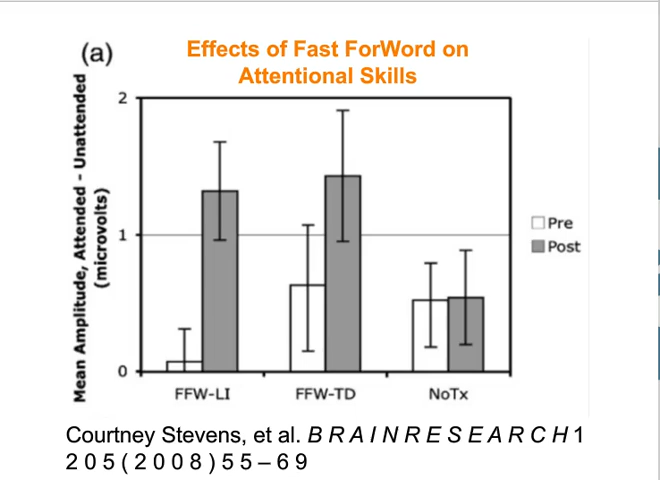 (a)
Effects of Fast ForWord on
Attentional Skills
Mean Amplitude, Attended - Unattended
(microvolts)
2
1
0
Pre
Post
FFW-LI FFW-TD NoTx
Courtney Stevens, et al. B R A I N R E S E A R C H 1
2 0 5 ( 2 0 0 8 ) 5 5 – 6 9